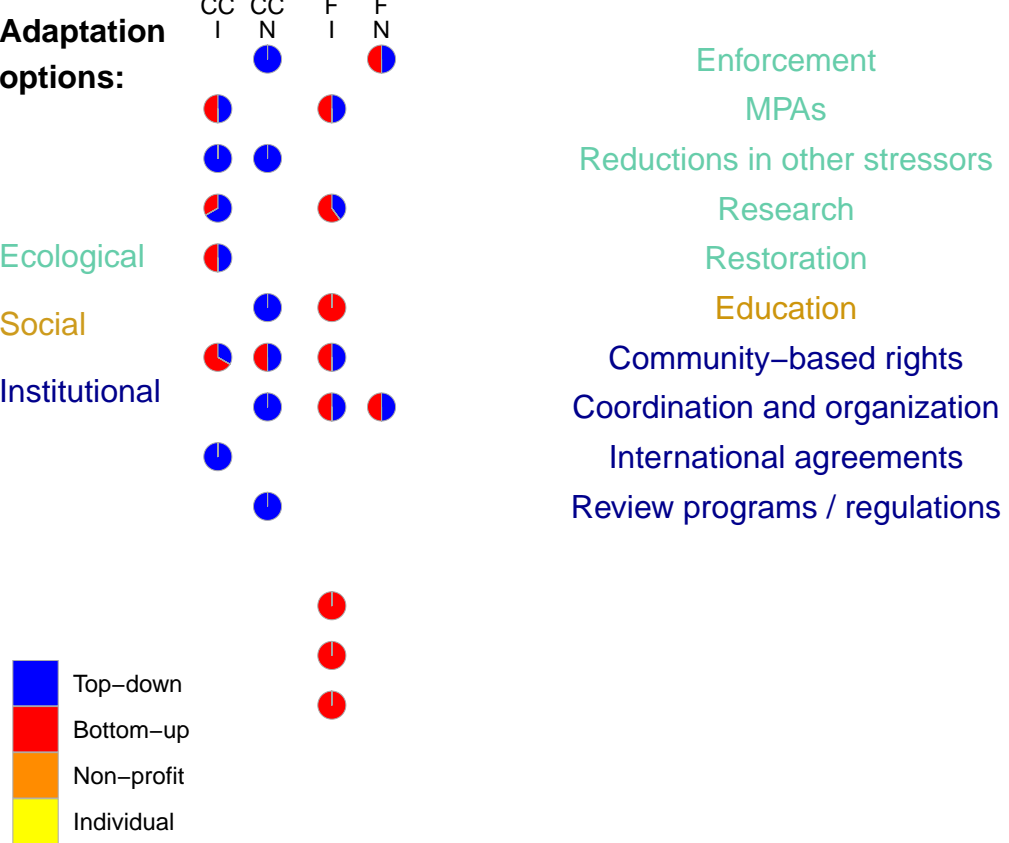 CC CC F F
Adaptation I N I N
options:
Enforcement
MPAs
Reductions in other stressors
Research
Ecological Restoration
Education
Social
Community−based rights
Institutional
Coordination and organization
International agreements
Review programs / regulations
Top−down
Bottom−up
Non−profit
Individual